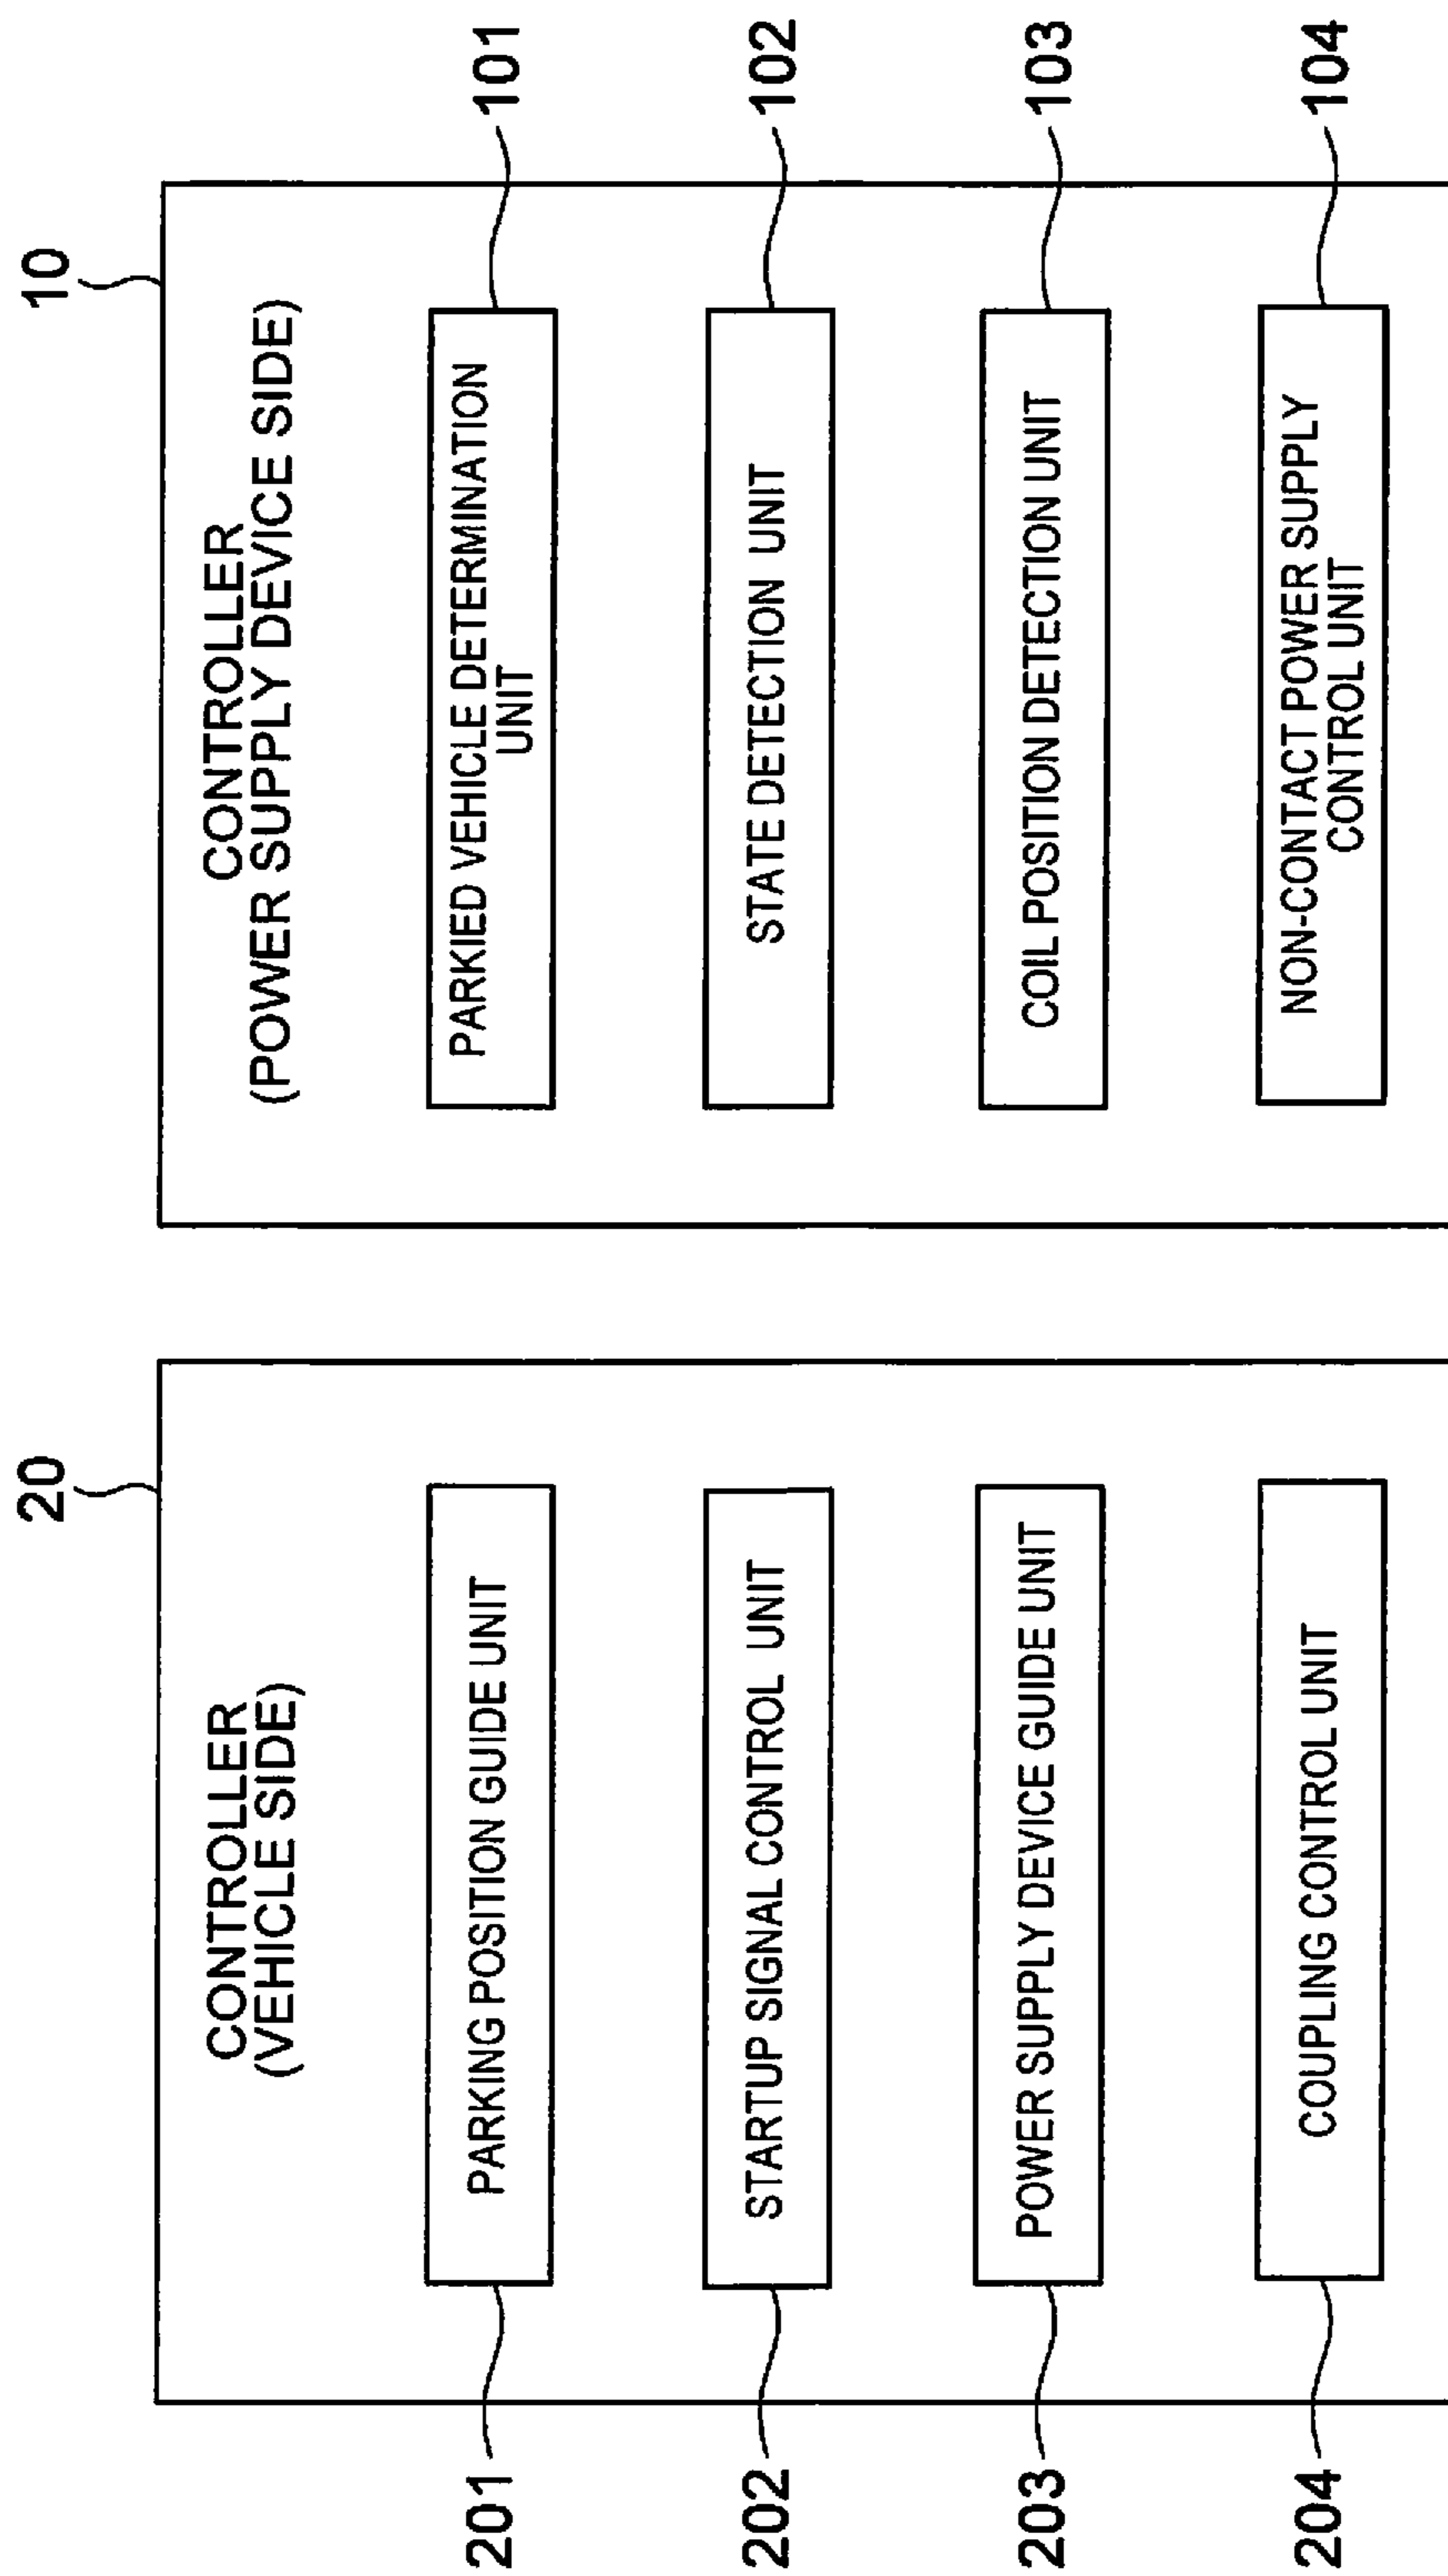 20
CONTROLLER
(VEHICLE SIDE)
201
PARKING POSITION GUIDE UNIT
202
STARTUP SIGNAL CONTROL UNIT
203
POWER SUPPLY DEVICE GUIDE UNIT
204
COUPLING CONTROL UNIT
10
CONTROLLER
(POWER SUPPLY DEVICE SIDE)
PARKIED VEHICLE DETERMINATION
UNIT
101
STATE DETECTION UNIT
102
COIL POSITION DETECTION UNIT
103
NON-CONTACT POWER SUPPLY
CONTROL UNIT
104